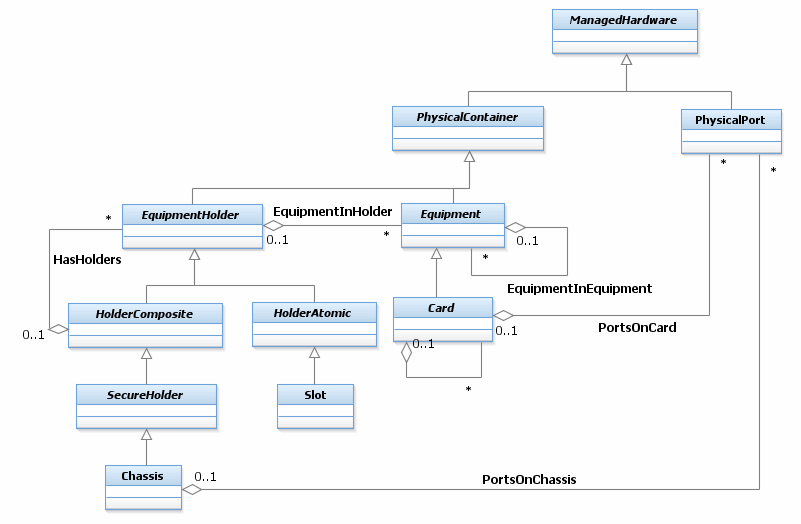 ManagedHardware
PhysicalContainer
PhysicalPort
*
*
EquipmentHolder
EquipmentInHolder
Equipment
*
0..1
*
0..1
*
HasHolders
EquipmentInEquipment
HolderComposite
HolderAtomic
Card
0..1
0..1
PortsOnCard
0..1
*
SecureHolder
Slot
Chassis
0..1
PortsOnChassis